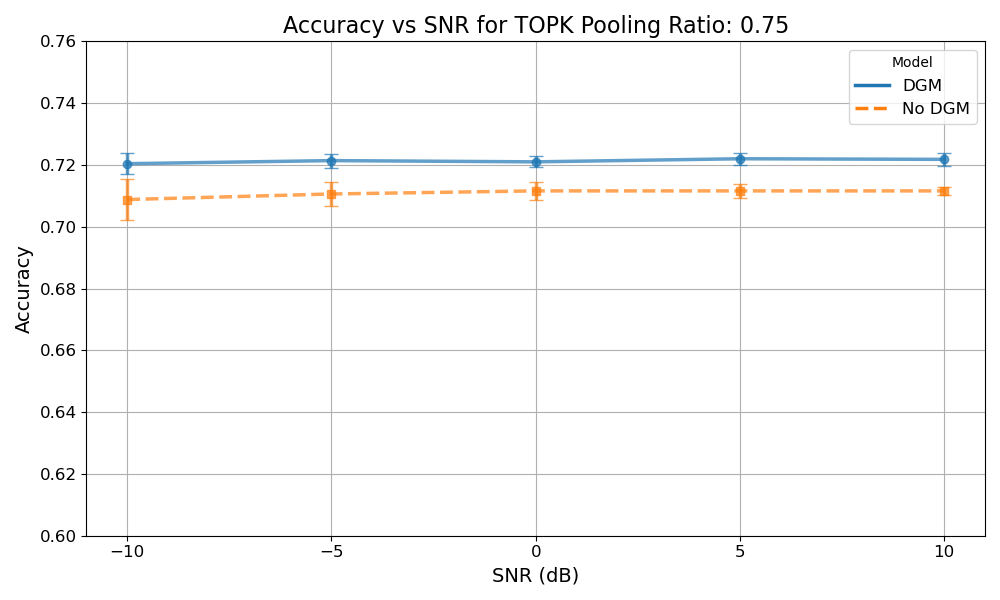 Accuracy vs SNR for TOPK Pooling Ratio: 0.75
Model
DGM
No DGM
Accuracy
0.76
0.74
0.72
0.70
0.68
0.66
0.64
0.62
0.60
−10
−5
0
5
10
SNR (dB)